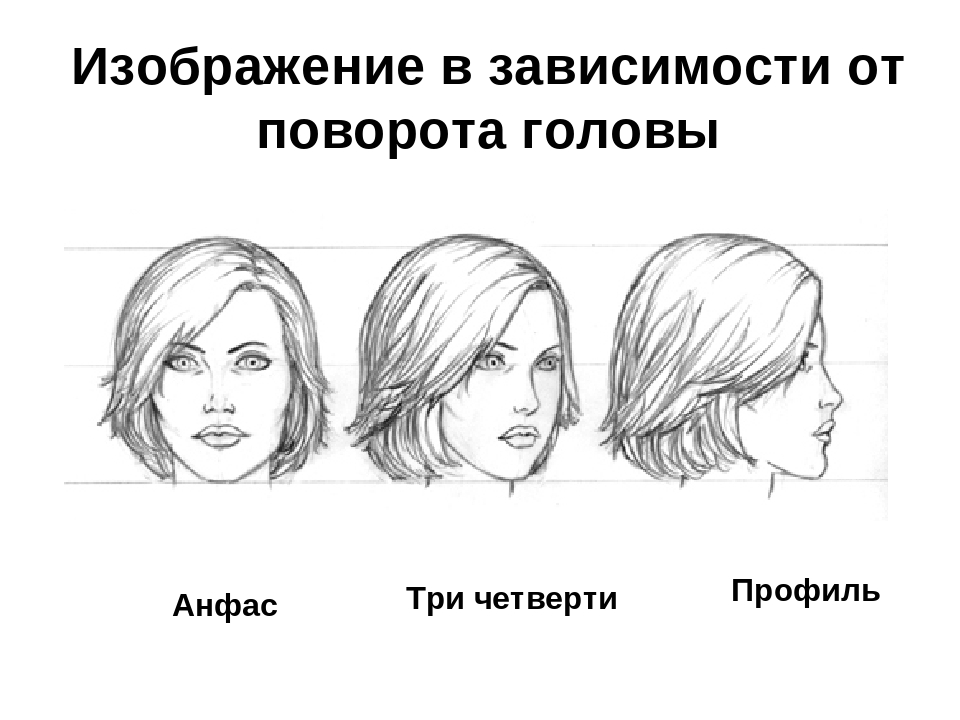 Изображение в зависимости от
поворота головы
Анфас
Три четверти
Профиль